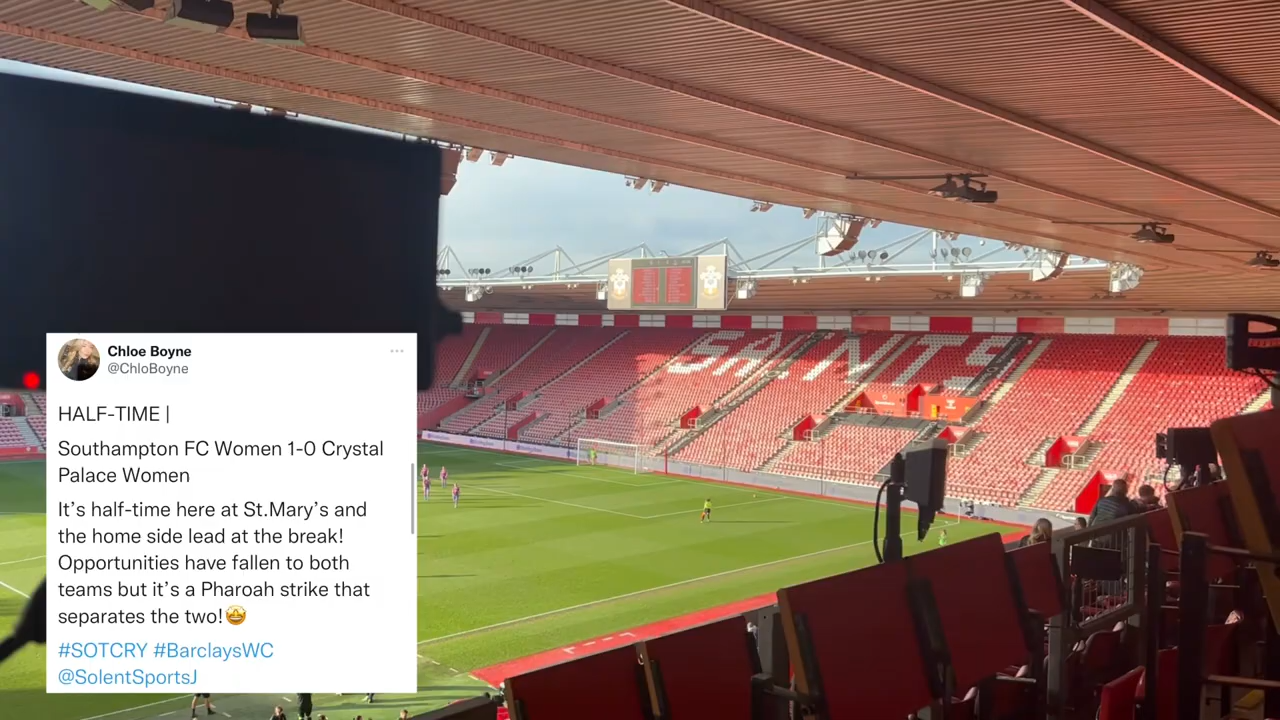 SAINTS
Chloe Boyne
@ChloBoyne
HALF-TIME |
Southampton FC Women 1-0 Crystal
Palace Women
It’s half-time here at St.Mary’s and
the home side lead at the break!
Opportunities have fallen to both
teams but it’s a Pharoah strike that
separates the two!🤩
#SOTCRY #BarclaysWC
@SolentSportsJ